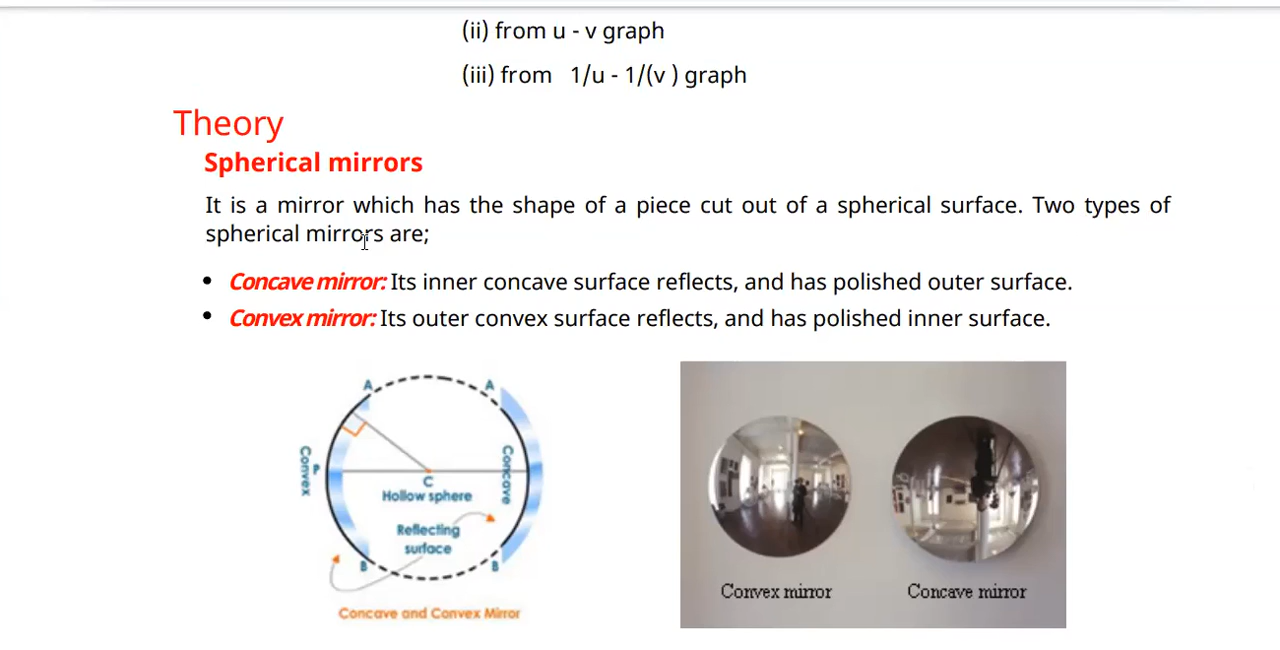 (ii) from u - v graph
(iii) from 1/u - 1/(v ) graph
Theory
Spherical mirrors
It is a mirror which has the shape of a piece cut out of a spherical surface. Two types of
spherical mirrors are;
• Concave mirror: Its inner concave surface reflects, and has polished outer surface.
• Convex mirror: Its outer convex surface reflects, and has polished inner surface.
A
A
Convex
P
Concave
C
Hollow sphere
Reflecting
surface
B
B
Concave and Convex Mirror
Convex mirror
Concave mirror